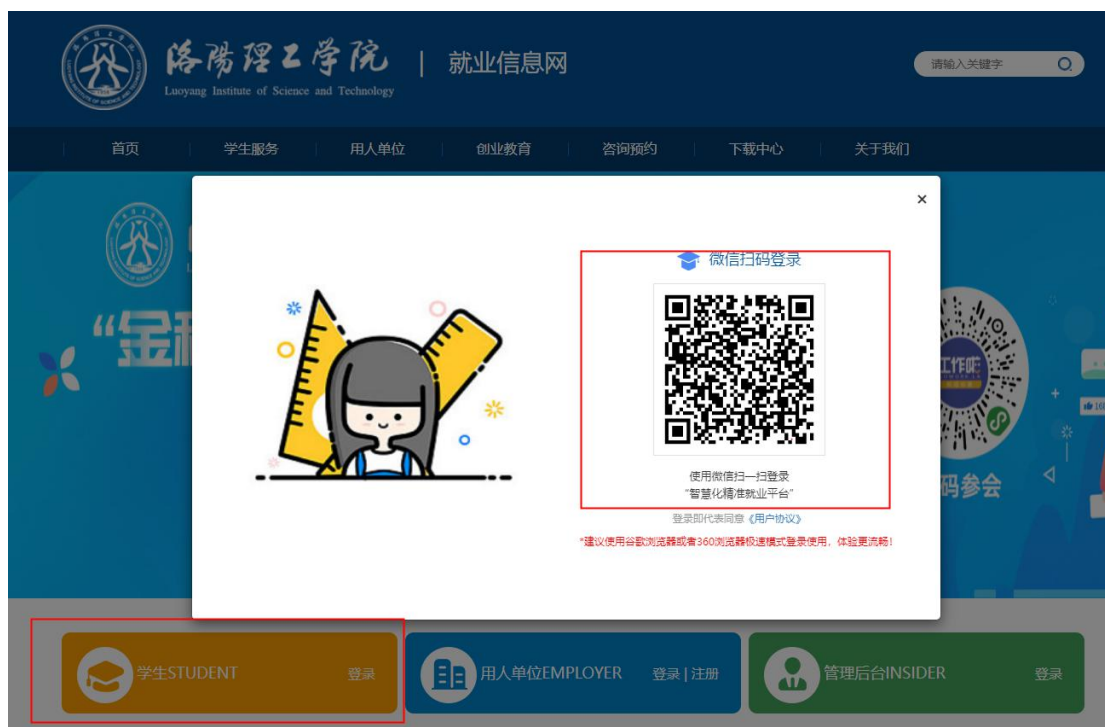 洛陽理工学院 | 就业信息网
Luoyang Institute of Science and Technology
请输入关键字
首页 学生服务 用人单位 创业教育 咨询预约 下载中心 关于我们
×
微信扫码登录
“金
工作啦
码参会
使用微信扫一扫登录
“智慧化精准就业平台”
登录即代表同意《用户协议》
*建议使用谷歌浏览器或者360浏览器极速模式登录使用，体验更流畅！
学生STUDENT 登录
用人单位EMPLOYER 登录 | 注册
管理后台INSIDER 登录